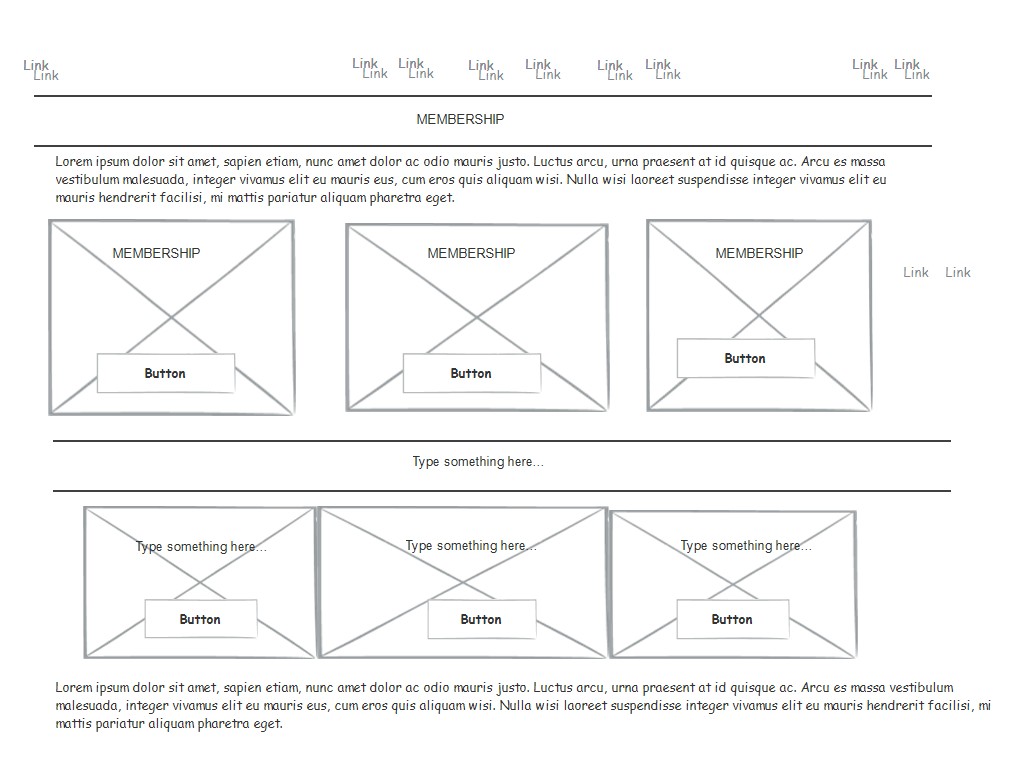 Link Link Link Link Link Link Link Link Link
Link Link Link Link Link Link Link Link Link
MEMBERSHIP
Lorem ipsum dolor sit amet, sapien etiam, nunc amet dolor ac odio mauris justo. Luctus arcu, urna praesent at id quisque ac. Arcu es massa
vestibulum malesuada, integer vivamus elit eu mauris eus, cum eros quis aliquam wisi. Nulla wisi laoreet suspendisse integer vivamus elit eu
mauris hendrerit facilisi, mi mattis pariatur aliquam pharetra eget.
MEMBERSHIP MEMBERSHIP MEMBERSHIP
Link Link
Button Button Button
Type something here...
Type something here... Type something here... Type something here...
Button Button Button
Lorem ipsum dolor sit amet, sapien etiam, nunc amet dolor ac odio mauris justo. Luctus arcu, urna praesent at id quisque ac. Arcu es massa vestibulum
malesuada, integer vivamus elit eu mauris eus, cum eros quis aliquam wisi. Nulla wisi laoreet suspendisse integer vivamus elit eu mauris hendrerit facilisi, mi
mattis pariatur aliquam pharetra eget.